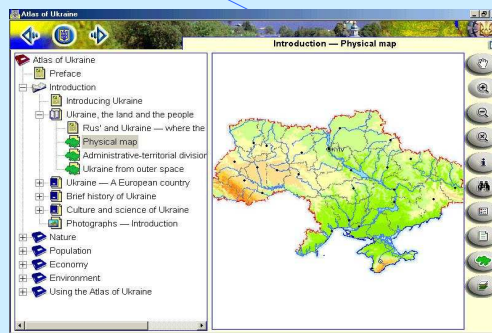 Atlas of Ukraine
Introduction — Physical map
Atlas of Ukraine
Preface
Introduction
Introducing Ukraine
Ukraine, the land and the people
Rus' and Ukraine — where the
Physical map
Administrative-territorial division
Ukraine from outer space
Ukraine — A European country
Brief history of Ukraine
Culture and science of Ukraine
Photographs — Introduction
Nature
Population
Economy
Environment
Using the Atlas of Ukraine